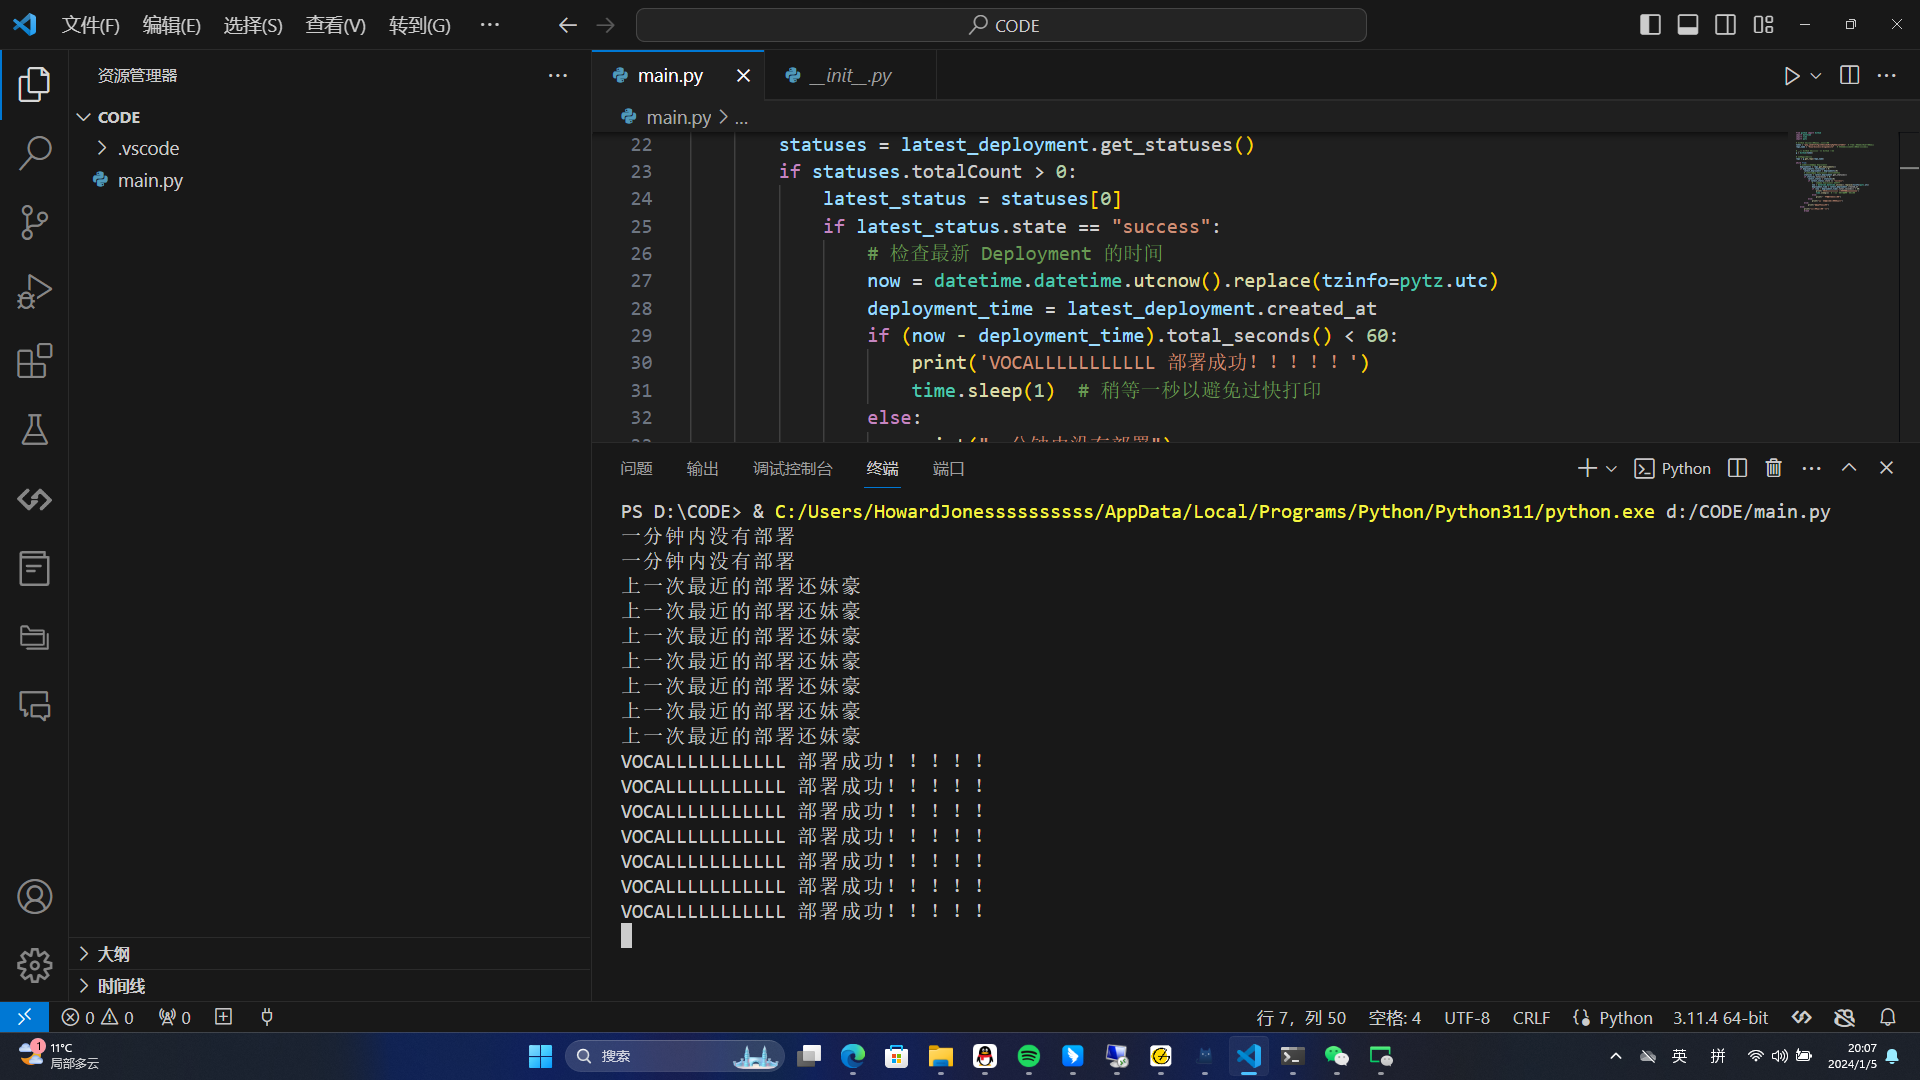 文件(F) 编辑(E) 选择(S) 查看(V) 转到(G) ··· CODE
资源管理器
CODE
.vscode
main.py
大纲
时间线
main.py __init__.py
main.py > ...
22 statuses = latest_deployment.get_statuses()
23 if statuses.totalCount > 0:
24 latest_status = statuses[0]
25 if latest_status.state == "success":
26 # 检查最新 Deployment 的时间
27 now = datetime.datetime.utcnow().replace(tzinfo=pytz.utc)
28 deployment_time = latest_deployment.created_at
29 if (now - deployment_time).total_seconds() < 60:
30 print('VOCALLLLLLLLLLL 部署成功！！！！！')
31 time.sleep(1) # 稍等一秒以避免过快打印
32 else:
问题 输出 调试控制台 终端 端口 Python
PS D:\CODE> & C:/Users/HowardJonesssssssssss/AppData/Local/Programs/Python/Python311/python.exe d:/CODE/main.py
一分钟内没有部署
一分钟内没有部署
上一次最近的部署还妹豪
上一次最近的部署还妹豪
上一次最近的部署还妹豪
上一次最近的部署还妹豪
上一次最近的部署还妹豪
上一次最近的部署还妹豪
上一次最近的部署还妹豪
VOCALLLLLLLLLLL 部署成功！！！！！
VOCALLLLLLLLLLL 部署成功！！！！！
VOCALLLLLLLLLLL 部署成功！！！！！
VOCALLLLLLLLLLL 部署成功！！！！！
VOCALLLLLLLLLLL 部署成功！！！！！
VOCALLLLLLLLLLL 部署成功！！！！！
VOCALLLLLLLLLLL 部署成功！！！！！
0 0 0 行 7，列 50 空格: 4 UTF-8 CRLF Python 3.11.4 64-bit
1 11°C
局部多云
搜索
英 拼
20:07
2024/1/5